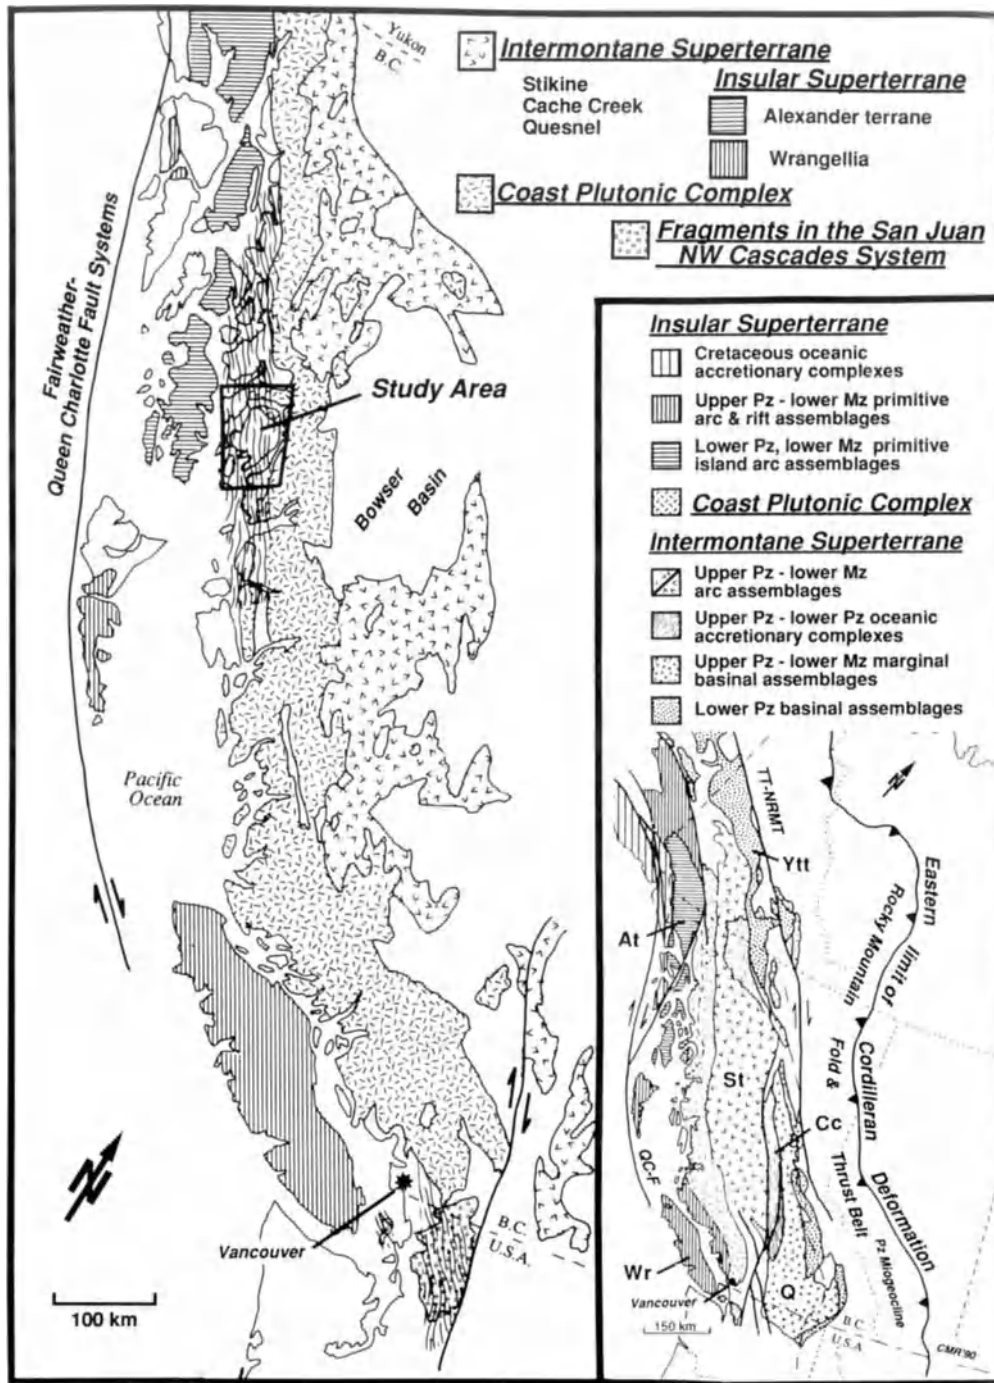 Yukon
B.C.
Intermontane Superterrane
Stikine
Cache Creek
Quesnel
Insular Superterrane
Alexander terrane
Wrangellia
Coast Plutonic Complex
Fragments in the San Juan
NW Cascades System
Fairweather-
Queen Charlotte Fault Systems
Study Area
Bowser
Basin
Pacific
Ocean
N
Vancouver
B.C.
U.S.A.
100 km
Insular Superterrane
Cretaceous oceanic
accretionary complexes
Upper Pz - lower Mz primitive
arc & rift assemblages
Lower Pz, lower Mz primitive
island arc assemblages
Coast Plutonic Complex
Intermontane Superterrane
Upper Pz - lower Mz
arc assemblages
Upper Pz - lower Pz oceanic
accretionary complexes
Upper Pz - lower Mz marginal
basinal assemblages
Lower Pz basinal assemblages
TT-NRMT
N
Ytt
At
St
Cc
QC-F
Wr
Q
Vancouver
150 km
Eastern limit of Cordilleran Deformation
Rocky Mountain Fold & Thrust Belt
Pz Miogeocline
B.C.
U.S.A
CMR'90